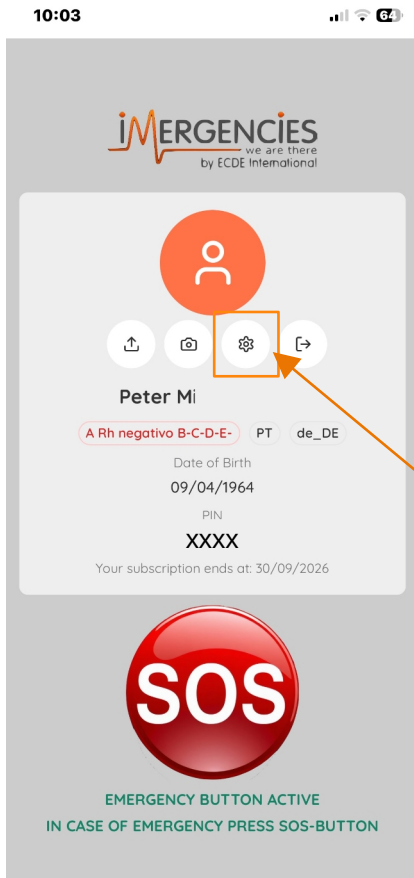 10:03
64
iMERGENCiES
we are there
by ECDE International
Peter Mi
A Rh negativo B-C-D-E- PT de_DE
Date of Birth
09/04/1964
PIN
XXXX
Your subscription ends at: 30/09/2026
SOS
EMERGENCY BUTTON ACTIVE
IN CASE OF EMERGENCY PRESS SOS-BUTTON